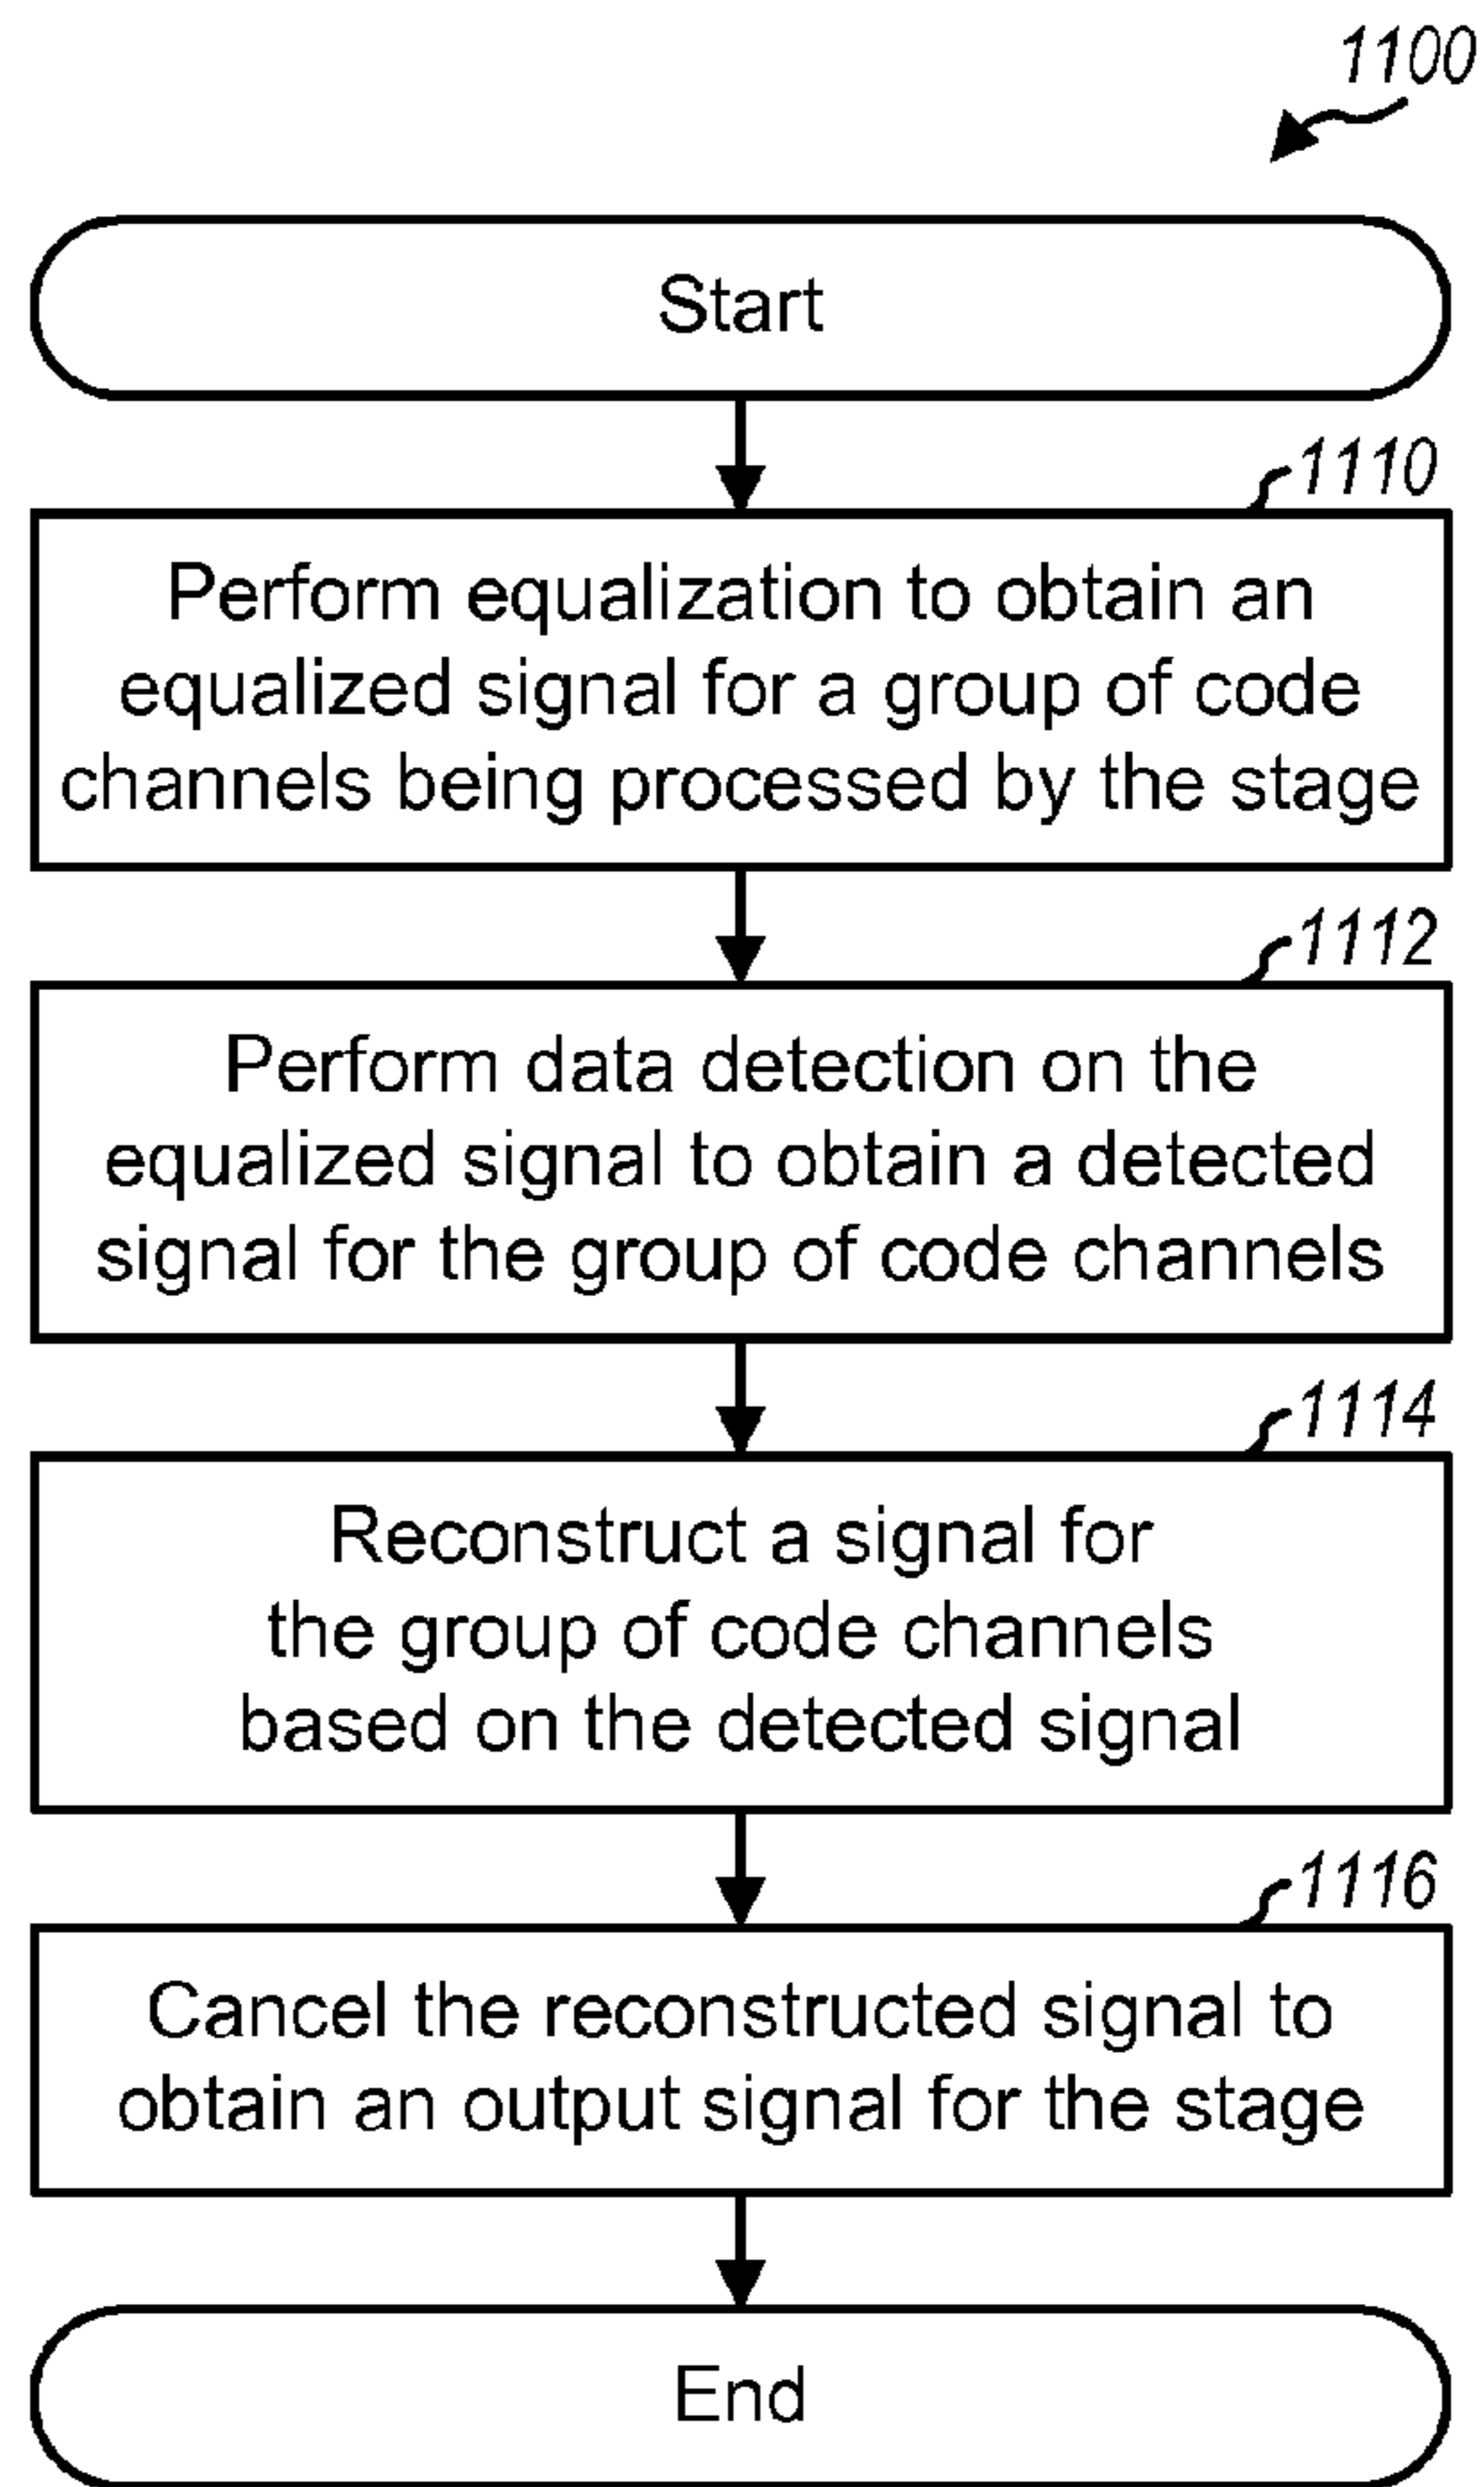 1100
Start
1110
Perform equalization to obtain an
equalized signal for a group of code
channels being processed by the stage
1112
Perform data detection on the
equalized signal to obtain a detected
signal for the group of code channels
1114
Reconstruct a signal for
the group of code channels
based on the detected signal
1116
Cancel the reconstructed signal to
obtain an output signal for the stage
End